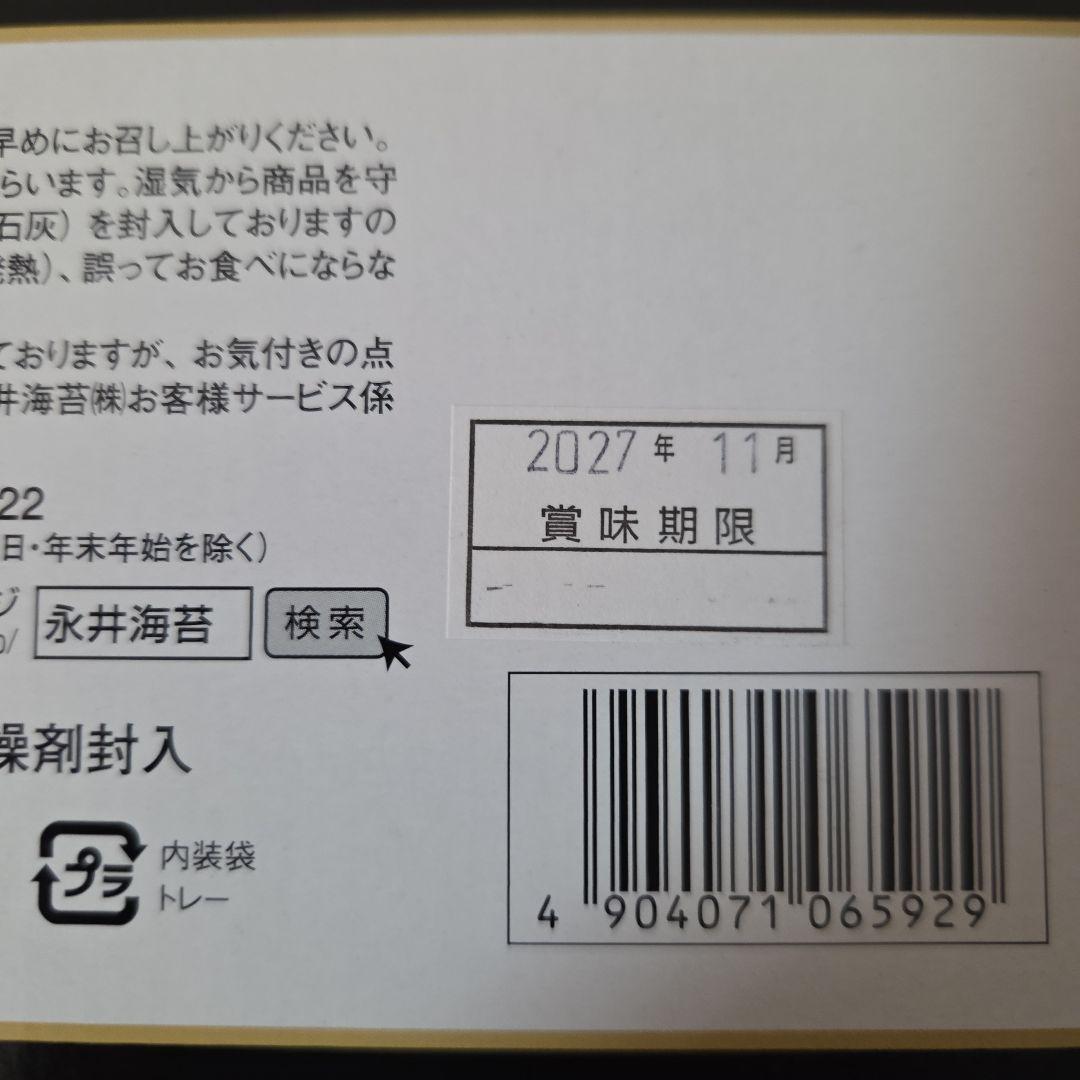 早めにお召し上がりください。
らいます。湿気から商品を守
石灰）を封入しておりますの
熱）、誤ってお食べにならな
ておりますが、お気付きの点
井海苔㈱お客様サービス係
22
日・年末年始を除く）
ジ
永井海苔 検索
燥剤封入
プラ
内装袋
トレー
2027年 11月
賞味期限
4 904071 065929